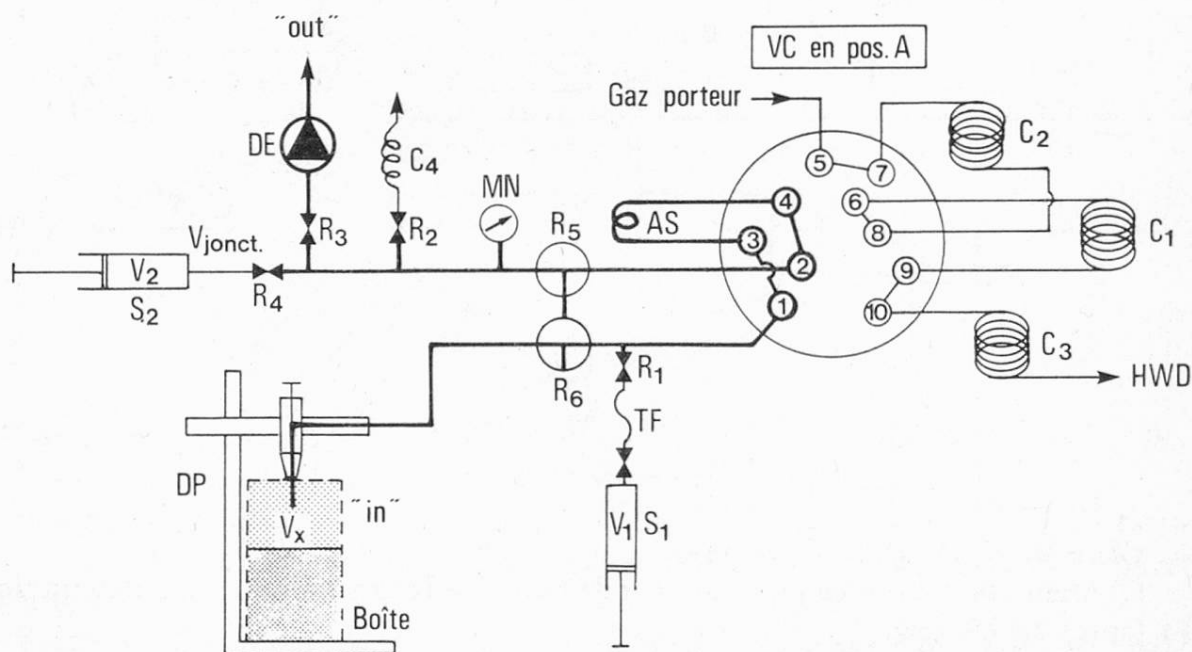 "out"
VC en pos. A
Gaz porteur
DE
C4
MN
R5
AS
C2
C1
C3
HWD
5
7
4
6
3
8
2
9
1
10
Vjonct.
R3
R2
V2
S2
R4
R6
R1
TF
V1
S1
DP
"in"
Vx
Boîte